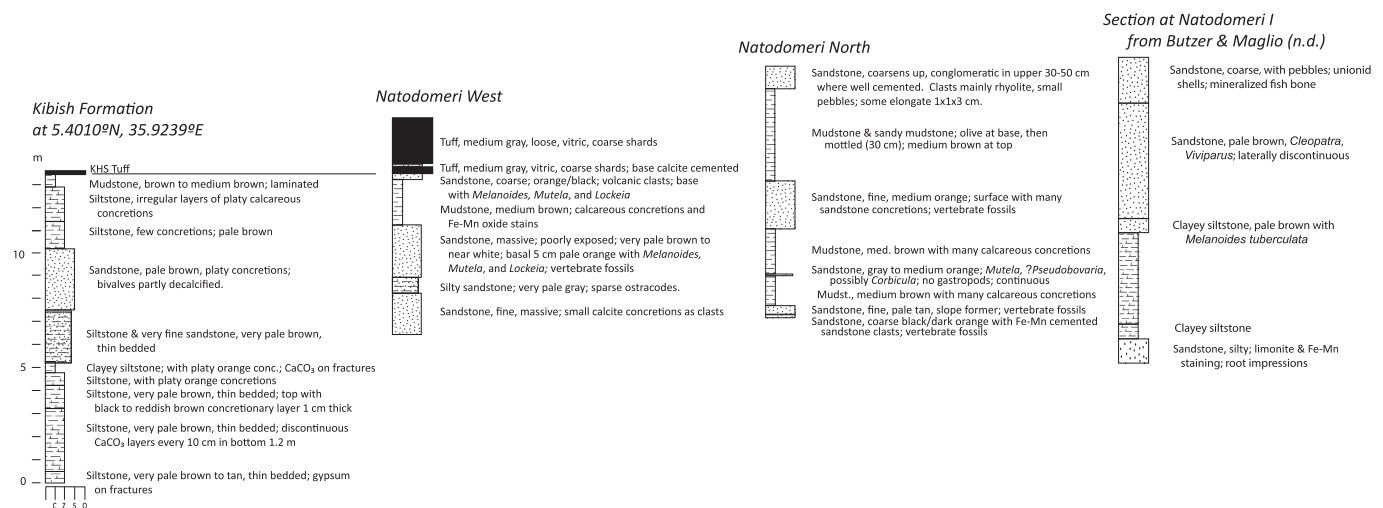 Kibish Formation
at 5.4010ºN, 35.9239ºE
m
KHS Tuff
Mudstone, brown to medium brown; laminated
Siltstone, irregular layers of platy calcareous
concretions
Siltstone, few concretions; pale brown
10
Sandstone, pale brown, platy concretions;
bivalves partly decalcified.
Siltstone & very fine sandstone, very pale brown,
thin bedded
5
Clayey siltstone; with platy orange conc.; CaCO₃ on fractures
Siltstone, with platy orange concretions
Siltstone, very pale brown, thin bedded; top with
black to reddish brown concretionary layer 1 cm thick
Siltstone, very pale brown, thin bedded; discontinuous
CaCO₃ layers every 10 cm in bottom 1.2 m
Siltstone, very pale brown to tan, thin bedded; gypsum
on fractures
0
Natodomeri West
Tuff, medium gray, loose, vitric, coarse shards
Tuff, medium gray, vitric, coarse shards; base calcite cemented
Sandstone, coarse; orange/black; volcanic clasts; base
with Melanoides, Mutela, and Lockeia
Mudstone, medium brown; calcareous concretions and
Fe-Mn oxide stains
Sandstone, massive; poorly exposed; very pale brown to
near white; basal 5 cm pale orange with Melanoides,
Mutela, and Lockeia; vertebrate fossils
Silty sandstone; very pale gray; sparse ostracodes.
Sandstone, fine, massive; small calcite concretions as clasts
Natodomeri North
Sandstone, coarsens up, conglomeratic in upper 30-50 cm
where well cemented. Clasts mainly rhyolite, small
pebbles; some elongate 1x1x3 cm.
Mudstone & sandy mudstone; olive at base, then
mottled (30 cm); medium brown at top
Sandstone, fine, medium orange; surface with many
sandstone concretions; vertebrate fossils
Mudstone, med. brown with many calcareous concretions
Sandstone, gray to medium orange; Mutela, ?Pseudobovaria,
possibly Corbicula; no gastropods; continuous
Mudst., medium brown with many calcareous concretions
Sandstone, fine, pale tan, slope former; vertebrate fossils
Sandstone, coarse black/dark orange with Fe-Mn cemented
sandstone clasts; vertebrate fossils
Section at Natodomeri I
from Butzer & Maglio (n.d.)
Sandstone, coarse, with pebbles; unionid
shells; mineralized fish bone
Sandstone, pale brown, Cleopatra,
Viviparus; laterally discontinuous
Clayey siltstone, pale brown with
Melanoides tuberculata
Clayey siltstone
Sandstone, silty; limonite & Fe-Mn
staining; root impressions